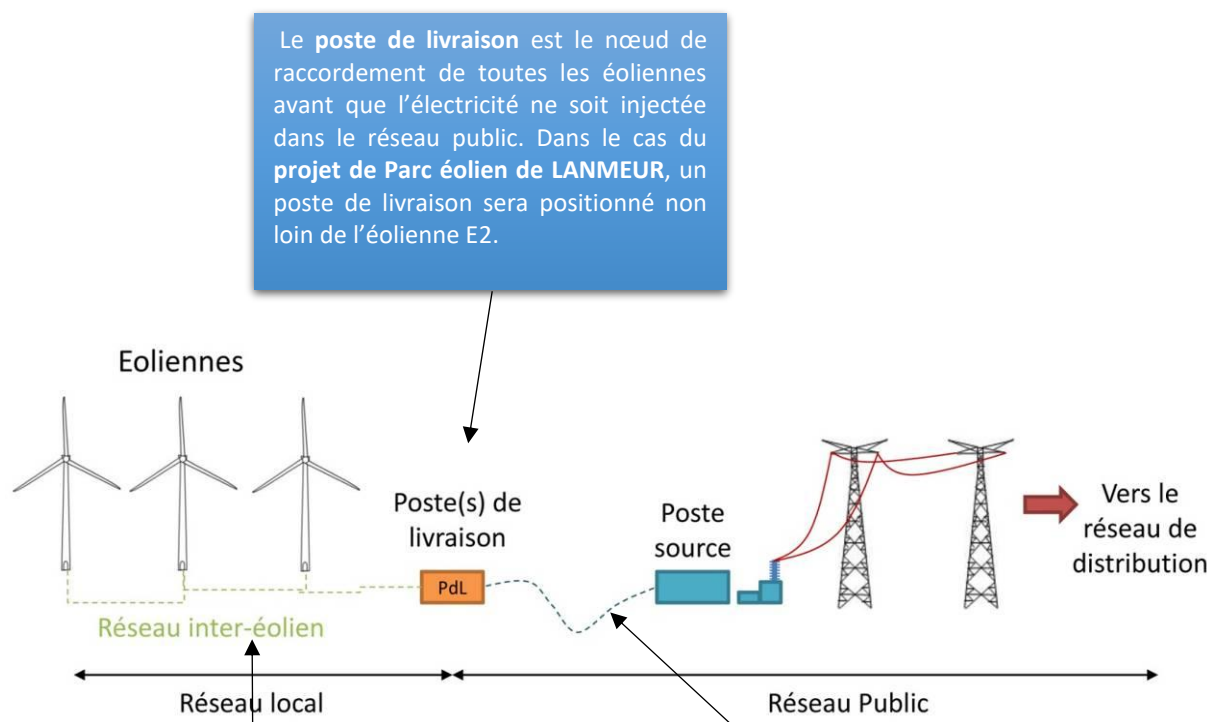 Le poste de livraison est le nœud de
raccordement de toutes les éoliennes
avant que l’électricité ne soit injectée
dans le réseau public. Dans le cas du
projet de Parc éolien de LANMEUR, un
poste de livraison sera positionné non
loin de l’éolienne E2.
Eoliennes
Poste(s) de
livraison
Poste
source
Vers le
réseau de
distribution
PdL
Réseau inter-éolien
Réseau local
Réseau Public